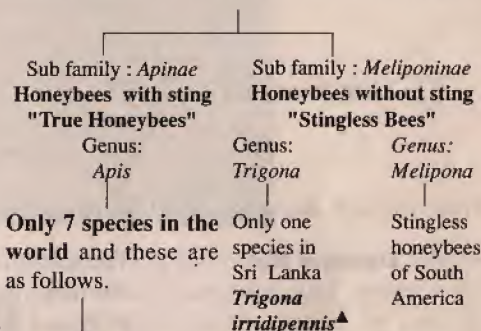 Sub family : Apinae
Honeybees with sting
"True Honeybees"
Genus:
Apis
Only 7 species in the
world and these are
as follows.
Sub family : Meliponinae
Honeybees without sting
"Stingless Bees"
Genus:
Trigona
Only one
species in
Sri Lanka
Trigona
irridipennis▲
Genus:
Melipona
Stingless
honeybees
of South
America